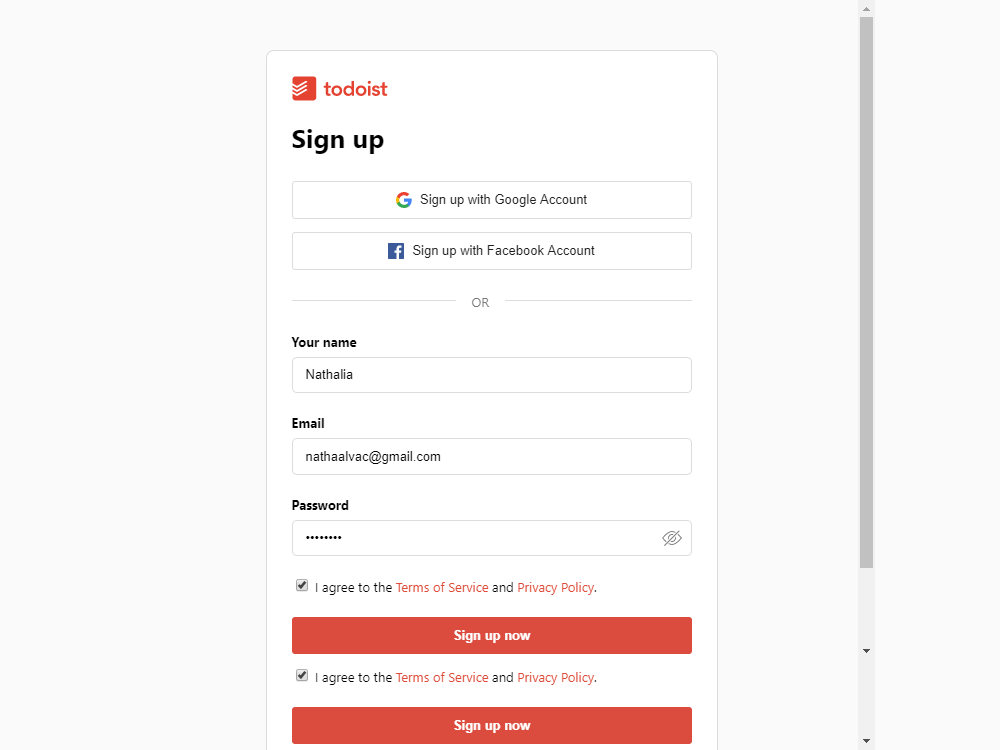 todoist
Sign up
Sign up with Google Account
Sign up with Facebook Account
OR
Your name
Nathalia
Email
nathaalvac@gmail.com
Password
••••••••
I agree to the Terms of Service and Privacy Policy.
Sign up now
I agree to the Terms of Service and Privacy Policy.
Sign up now